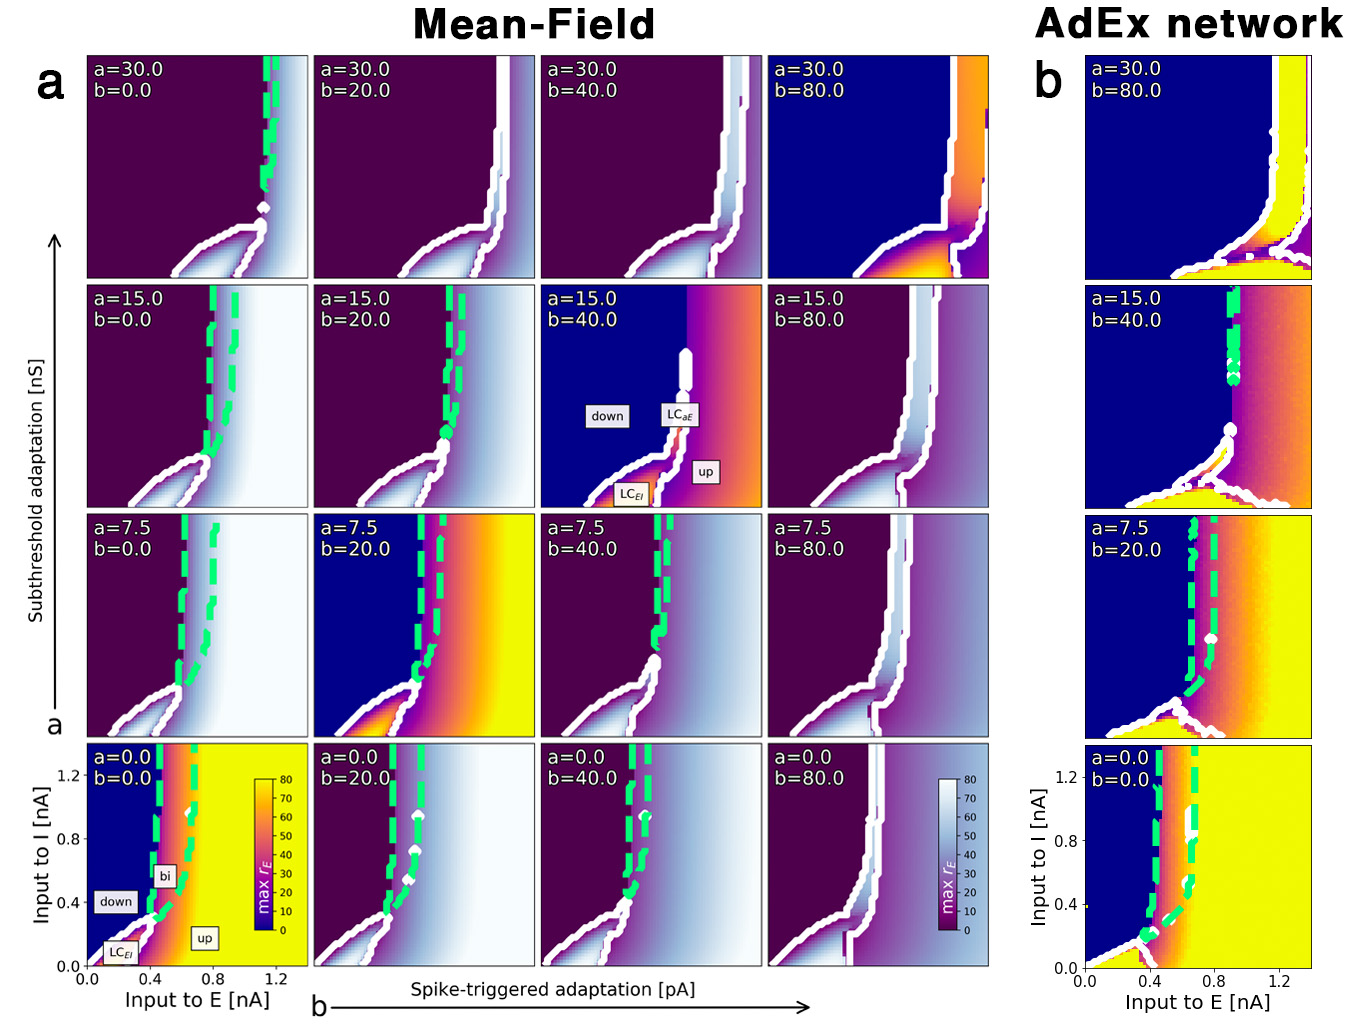 Mean-Field
AdEx network
a
b
a=30.0
b=0.0
a=30.0
b=20.0
a=30.0
b=40.0
a=30.0
b=80.0
a=30.0
b=80.0
a=15.0
b=0.0
a=15.0
b=20.0
a=15.0
b=40.0
down
LC_aE
up
LC_EI
a=15.0
b=80.0
a=15.0
b=40.0
Subthreshold adaptation [nS]
a
a=7.5
b=0.0
a=7.5
b=20.0
a=7.5
b=40.0
a=7.5
b=80.0
a=7.5
b=20.0
a=0.0
b=0.0
bi
down
up
LC_EI
max r_E
80
70
60
50
40
30
20
10
0
a=0.0
b=20.0
a=0.0
b=40.0
a=0.0
b=80.0
max r_E
80
70
60
50
40
30
20
10
0
a=0.0
b=0.0
Input to I [nA]
1.2
0.8
0.4
0.0
0.0 0.4 0.8 1.2
Input to E [nA]
b
Spike-triggered adaptation [pA]
Input to I [nA]
1.2
0.8
0.4
0.0
0.0 0.4 0.8 1.2
Input to E [nA]